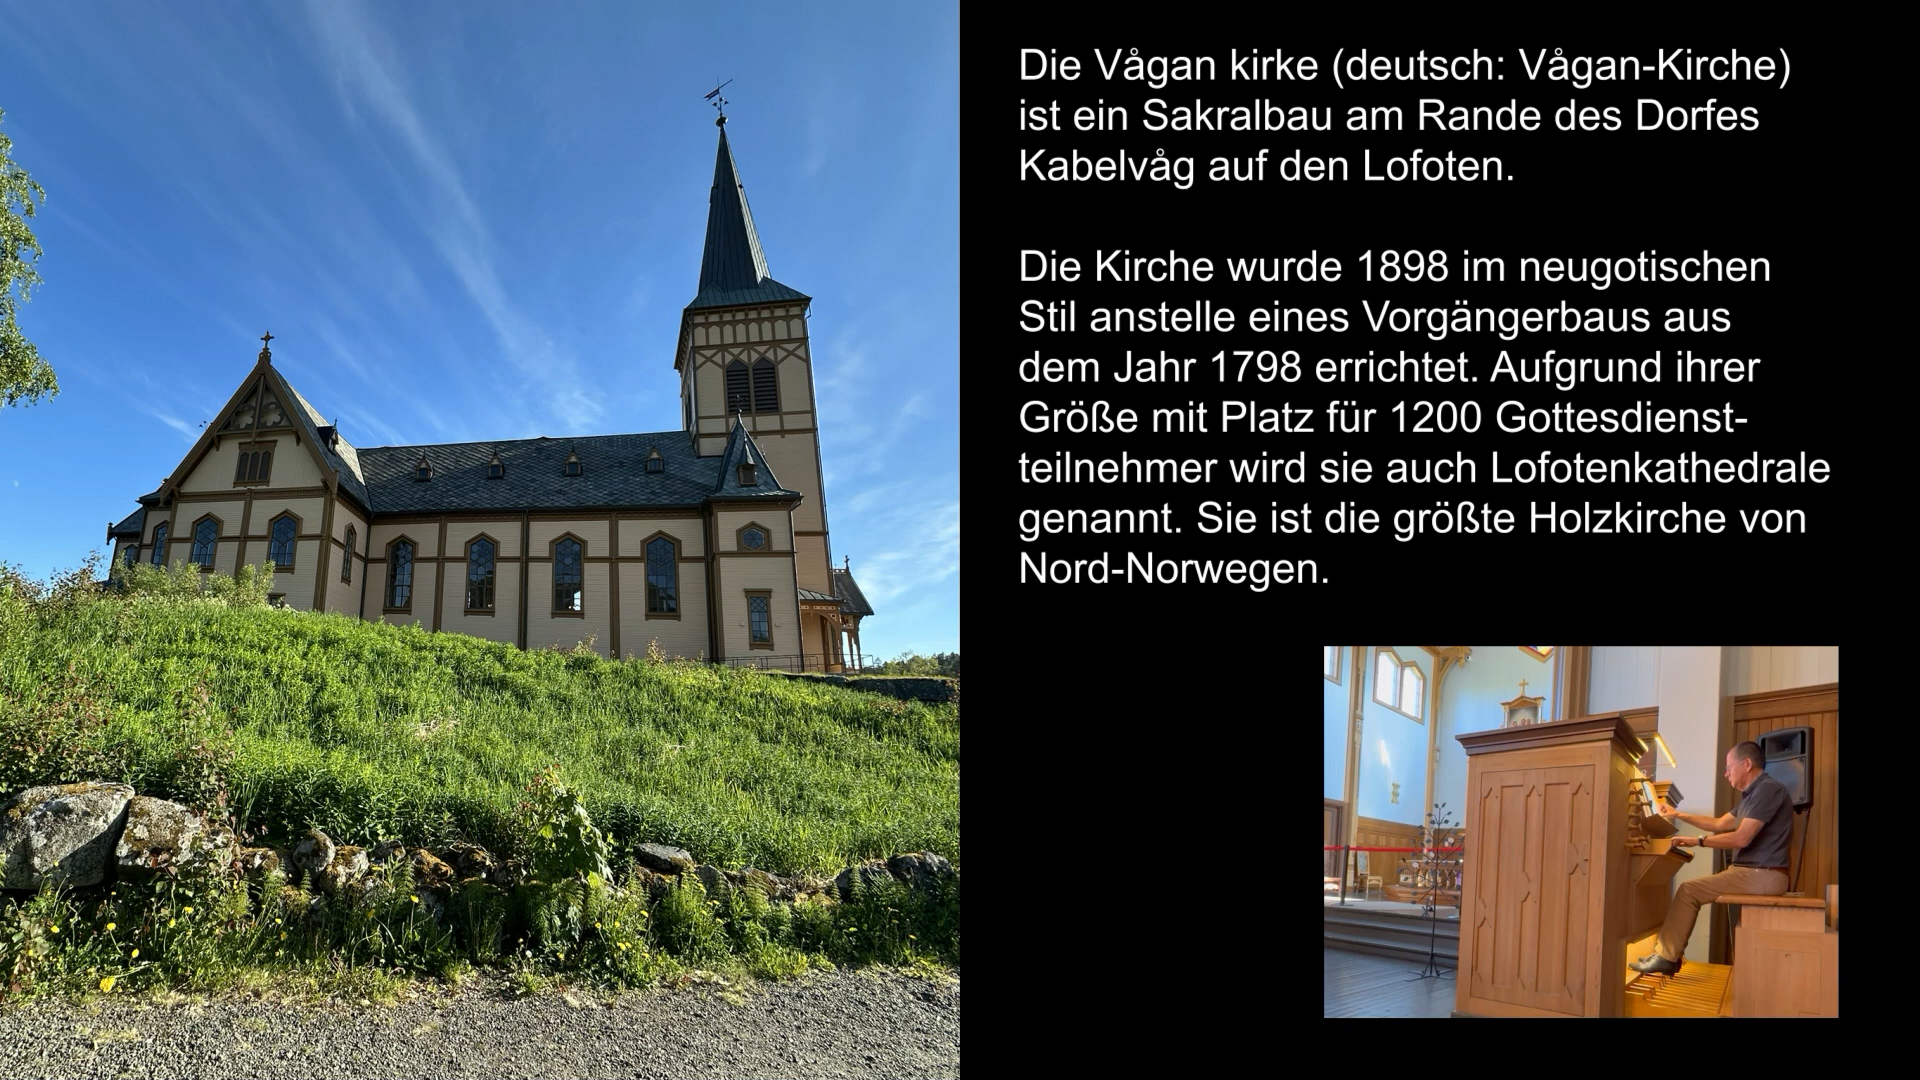 Die Vågan kirke (deutsch: Vågan-Kirche)
ist ein Sakralbau am Rande des Dorfes
Kabelvåg auf den Lofoten.
Die Kirche wurde 1898 im neugotischen
Stil anstelle eines Vorgängerbaus aus
dem Jahr 1798 errichtet. Aufgrund ihrer
Größe mit Platz für 1200 Gottesdienst-
teilnehmer wird sie auch Lofotenkathedrale
genannt. Sie ist die größte Holzkirche von
Nord-Norwegen.